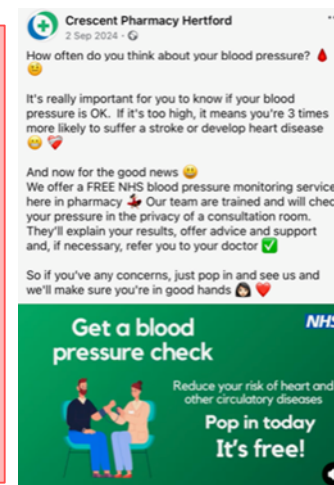 Crescent Pharmacy Hertford
2 Sep 2024 ·
How often do you think about your blood pressure? 🩸
😊
It's really important for you to know if your blood
pressure is OK. If it's too high, it means you're 3 times
more likely to suffer a stroke or develop heart disease
😬 ❤️‍🩹
And now for the good news 😀
We offer a FREE NHS blood pressure monitoring service
here in pharmacy 💃 Our team are trained and will chec
your pressure in the privacy of a consultation room.
They'll explain your results, offer advice and support
and, if necessary, refer you to your doctor ✅
So if you've any concerns, just pop in and see us and
we'll make sure you're in good hands 👩🏻 ❤️
NHS
Get a blood
pressure check
Reduce your risk of heart and
other circulatory diseases
Pop in today
It's free!